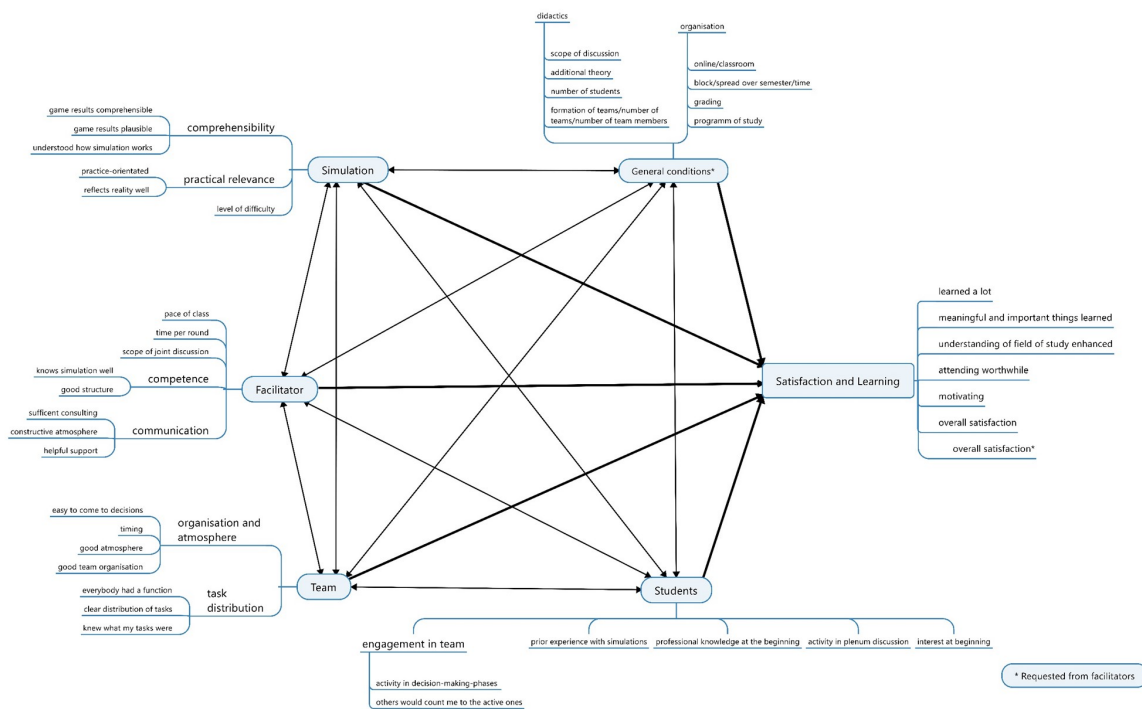 didactics
scope of discussion
additional theory
number of students
formation of teams/number of
teams/number of team members
organisation
online/classroom
block/spread over semester/time
grading
programm of study
General conditions*
game results comprehensible
game results plausible
understood how simulation works
comprehensibility
practice-orientated
reflects reality well
practical relevance
level of difficulty
Simulation
pace of class
time per round
scope of joint discussion
knows simulation well
good structure
competence
sufficent consulting
constructive atmosphere
helpful support
communication
Facilitator
Satisfaction and Learning
learned a lot
meaningful and important things learned
understanding of field of study enhanced
attending worthwhile
motivating
overall satisfaction
overall satisfaction*
easy to come to decisions
timing
good atmosphere
good team organisation
organisation and
atmosphere
everybody had a function
clear distribution of tasks
knew what my tasks were
task
distribution
Team
Students
engagement in team
activity in decision-making-phases
others would count me to the active ones
prior experience with simulations
professional knowledge at the beginning
activity in plenum discussion
interest at beginning
* Requested from facilitators